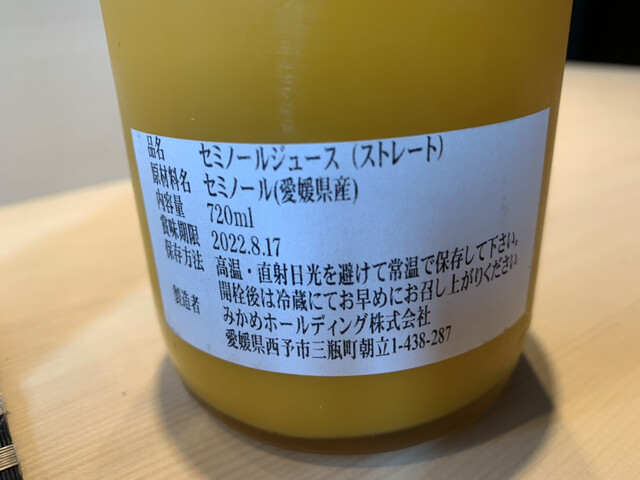 品名 セミノールジュース（ストレート）
原材料名 セミノール(愛媛県産)
内容量 720ml
賞味期限 2022.8.17
保存方法 高温・直射日光を避けて常温で保存して下さい。
開栓後は冷蔵にてお早めにお召し上がりください
製造者 みかめホールディング株式会社
愛媛県西予市三瓶町朝立1-438-287